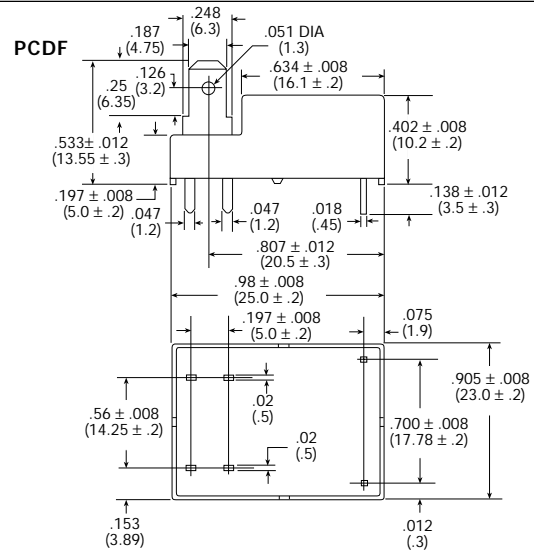 PCDF
.248
(6.3)
.187
(4.75)
.051 DIA
(1.3)
.126
(3.2)
.25
(6.35)
.634 ± .008
(16.1 ± .2)
.533± .012
(13.55 ± .3)
.402 ± .008
(10.2 ± .2)
.197 ± .008
(5.0 ± .2)
.047
(1.2)
.047
(1.2)
.018
(.45)
.138 ± .012
(3.5 ± .3)
.807 ± .012
(20.5 ± .3)
.98 ± .008
(25.0 ± .2)
.197 ± .008
(5.0 ± .2)
.075
(1.9)
.02
(.5)
.905 ± .008
(23.0 ± .2)
.56 ± .008
(14.25 ± .2)
.700 ± .008
(17.78 ± .2)
.02
(.5)
.153
(3.89)
.012
(.3)